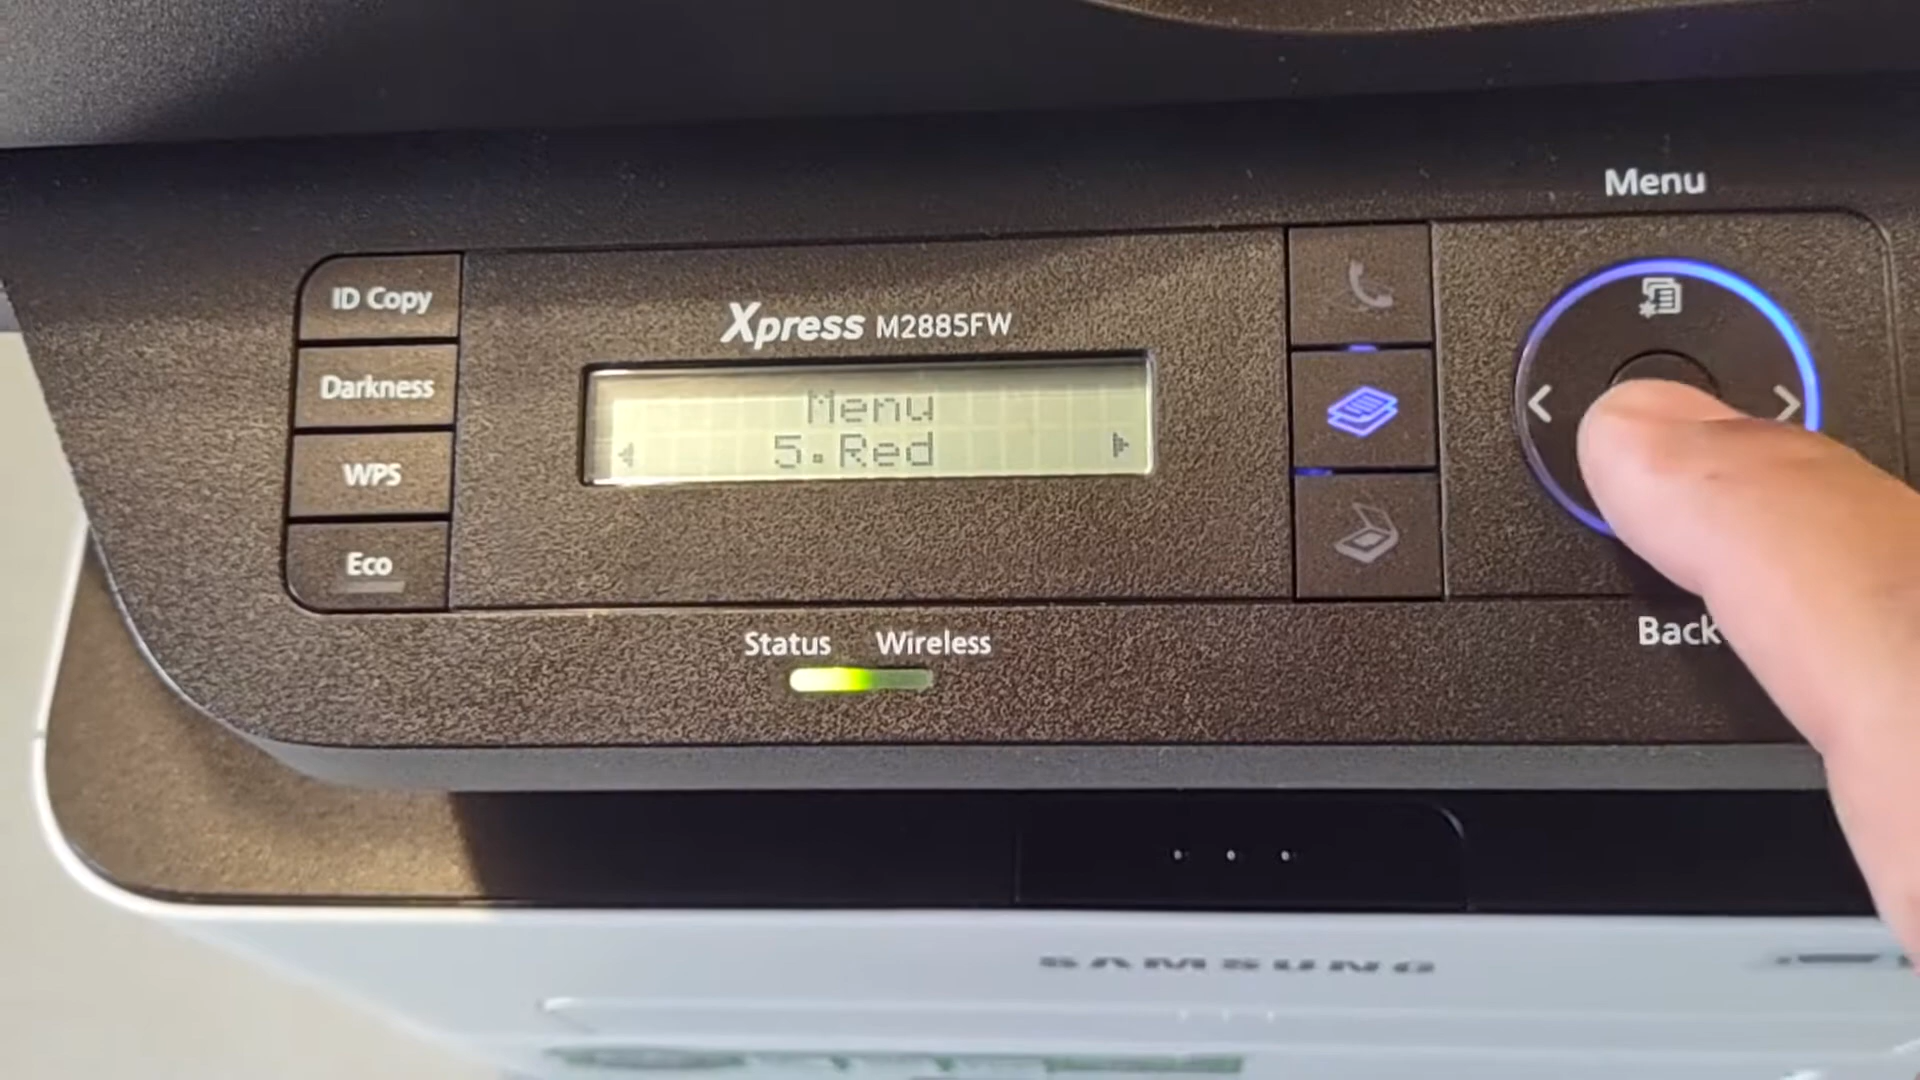 Menu
ID Copy
Xpress M2885FW
Darkness
Menu
5.Red
WPS
Eco
Back
Status Wireless
SAMSUNG